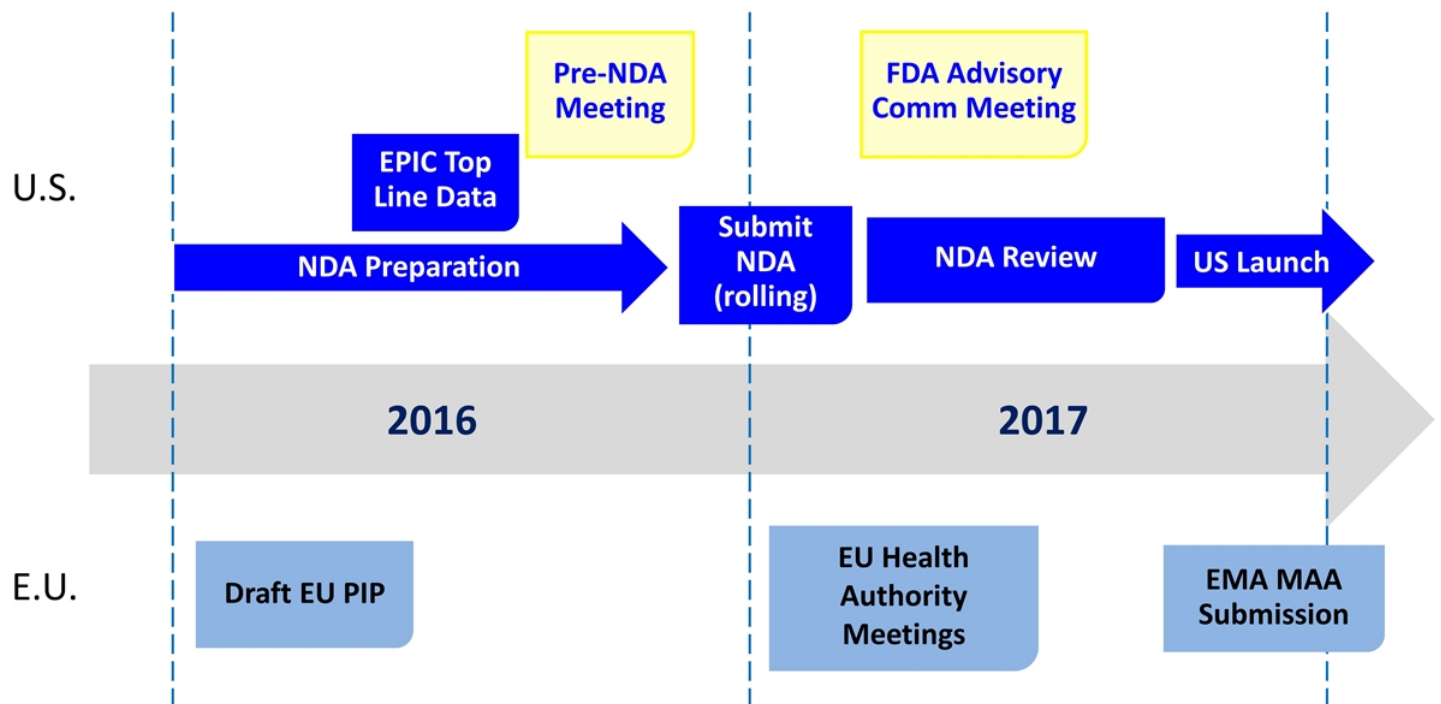 Pre-NDA
Meeting
FDA Advisory
Comm Meeting
EPIC Top
Line Data
U.S.
NDA Preparation
Submit
NDA
(rolling)
NDA Review
US Launch
2016
2017
E.U.
Draft EU PIP
EU Health
Authority
Meetings
EMA MAA
Submission